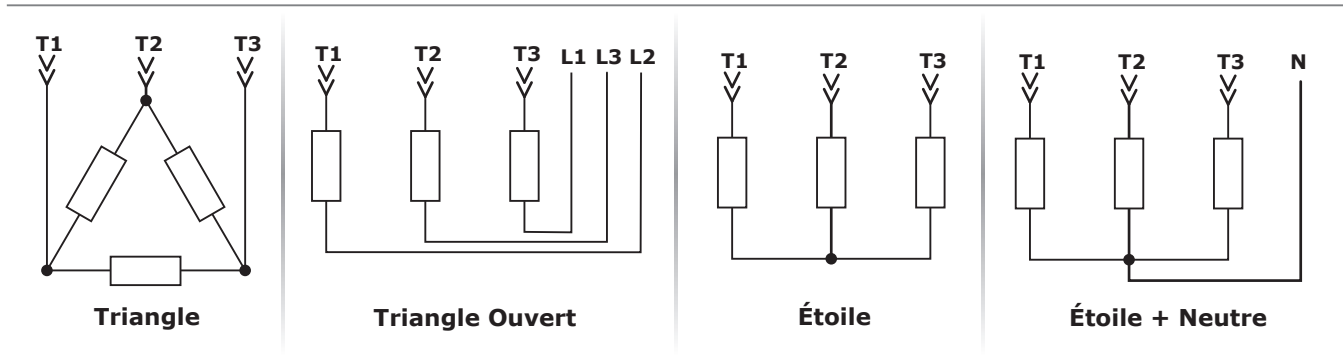 T1 T2 T3
Triangle
T1 T2 T3 L1 L3 L2
Triangle Ouvert
T1 T2 T3
Étoile
T1 T2 T3 N
Étoile + Neutre